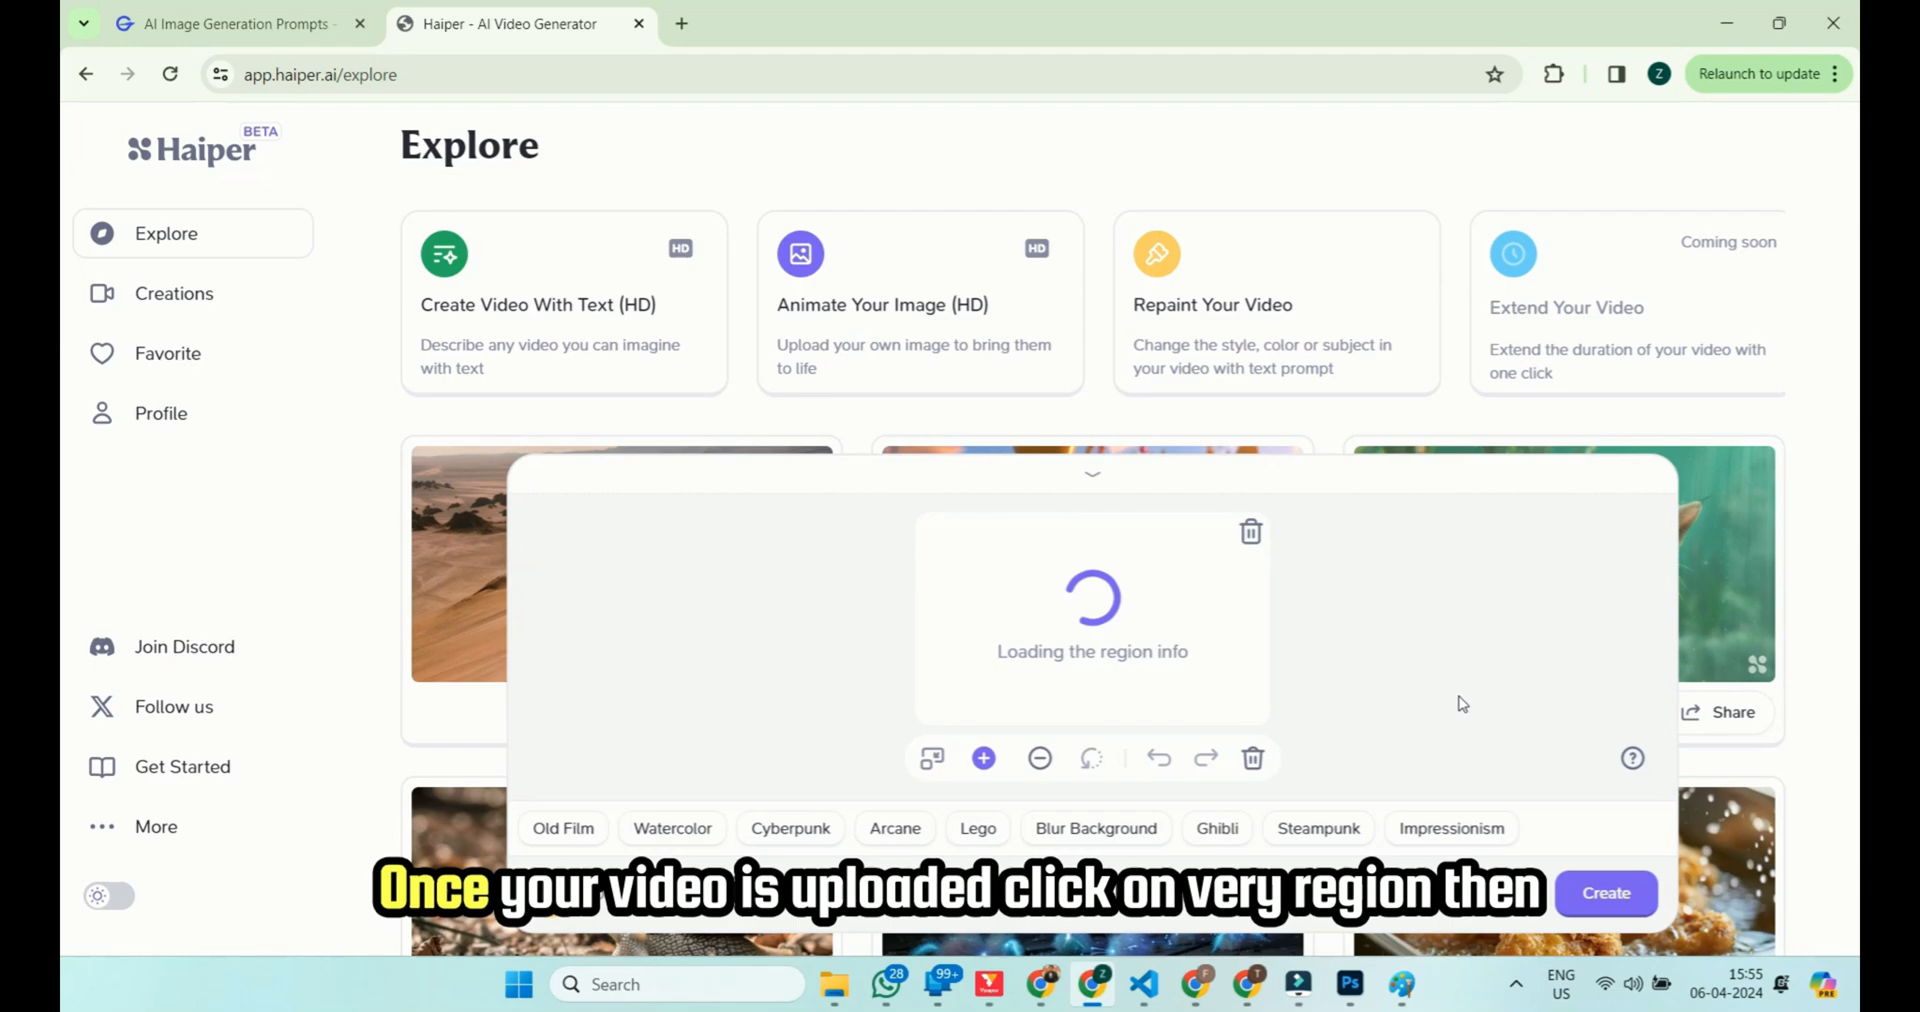 AI Image Generation Prompts -
Haiper - AI Video Generator
app.haiper.ai/explore
Z
Relaunch to update
Haiper
BETA
Explore
Creations
Favorite
Profile
Join Discord
Follow us
Get Started
More
Explore
HD
Create Video With Text (HD)
Describe any video you can imagine
with text
HD
Animate Your Image (HD)
Upload your own image to bring them
to life
Repaint Your Video
Change the style, color or subject in
your video with text prompt
Coming soon
Extend Your Video
Extend the duration of your video with
one click
Loading the region info
Share
Old Film
Watercolor
Cyberpunk
Arcane
Lego
Blur Background
Ghibli
Steampunk
Impressionism
Once your video is uploaded click on very region then
Create
Search
28
99+
Z
F
T
Ps
ENG
US
15:55
06-04-2024
PRE